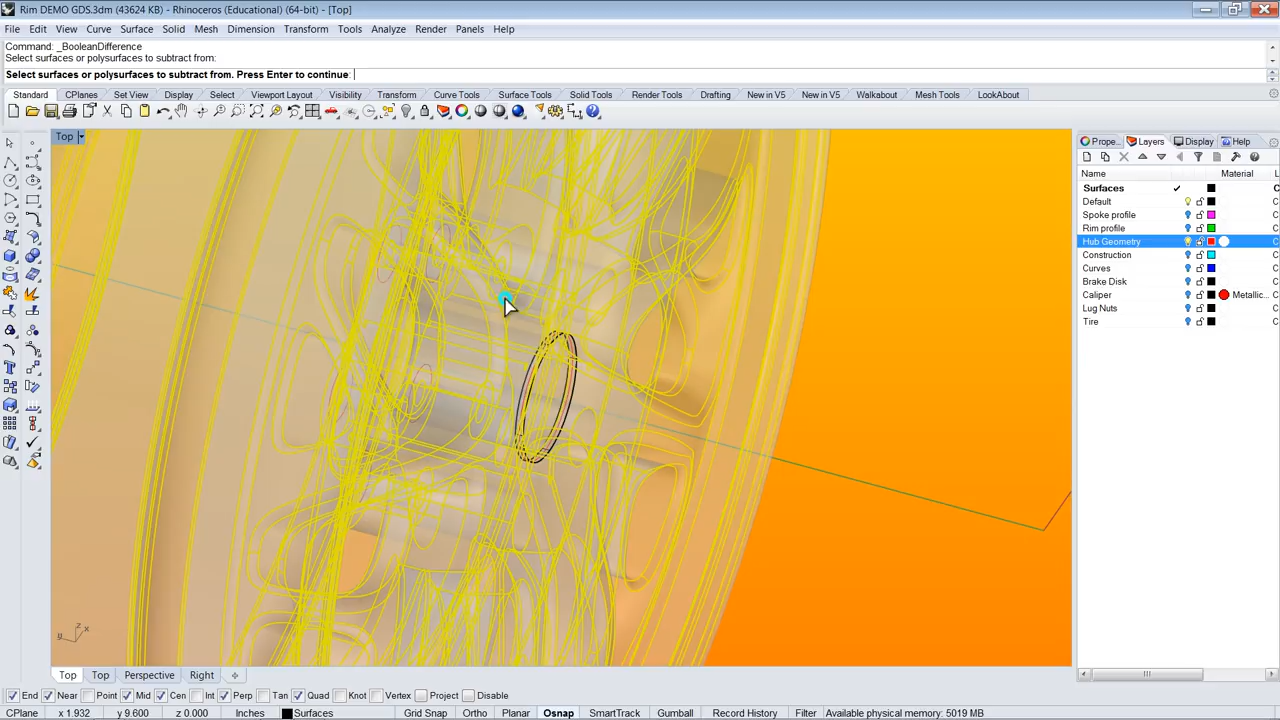 Rim DEMO GDS.3dm (43624 KB) - Rhinoceros (Educational) (64-bit) - [Top]
File Edit View Curve Surface Solid Mesh Dimension Transform Tools Analyze Render Panels Help
Command: _BooleanDifference
Select surfaces or polysurfaces to subtract from:
Select surfaces or polysurfaces to subtract from. Press Enter to continue:
Standard CPlanes Set View Display Select Viewport Layout Visibility Transform Curve Tools Surface Tools Solid Tools Render Tools Drafting New in V5 New in V5 Walkabout Mesh Tools LookAbout
Top
Prope... Layers Display Help
Name Material L
Surfaces C
Default C
Spoke profile C
Rim profile C
Hub Geometry C
Construction C
Curves C
Brake Disk C
Caliper Metallic... C
Lug Nuts C
Tire C
z
y x
Top Top Perspective Right
End Near Point Mid Cen Int Perp Tan Quad Knot Vertex Project Disable
CPlane x 1.932 y 9.600 z 0.000 Inches Surfaces Grid Snap Ortho Planar Osnap SmartTrack Gumball Record History Filter Available physical memory: 5019 MB